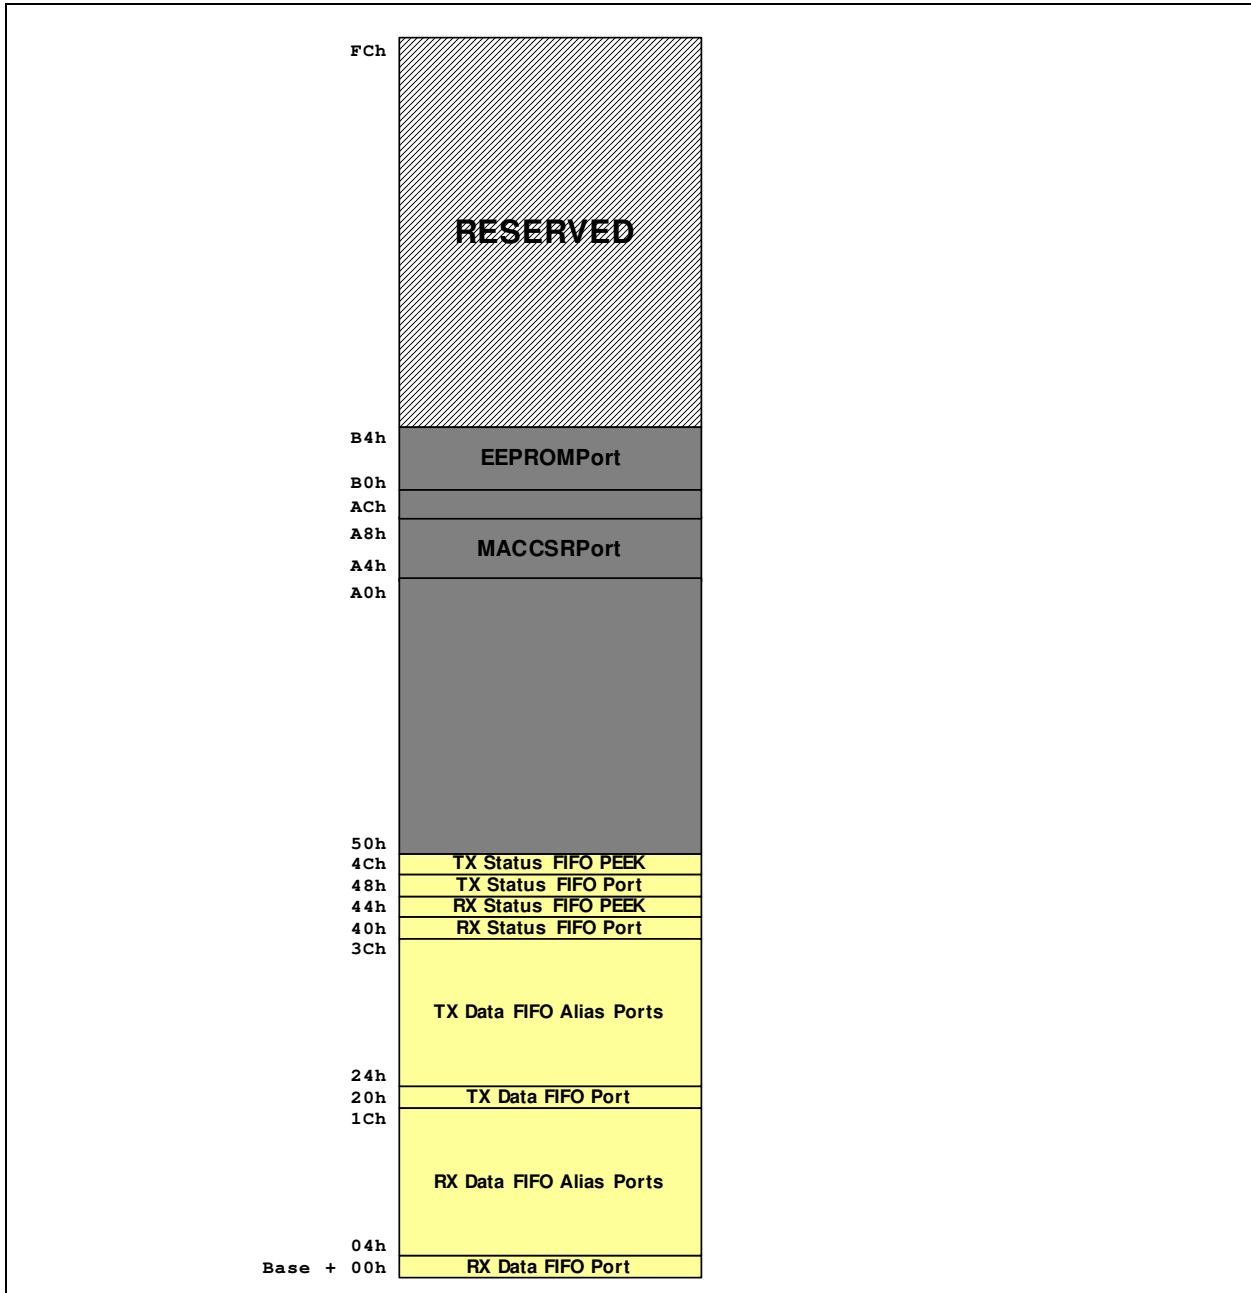 FCh
RESERVED
B4h
EEPROMPort
B0h
ACh
A8h
MACCSRPort
A4h
A0h
50h
4Ch TX Status FIFO PEEK
48h TX Status FIFO Port
44h RX Status FIFO PEEK
40h RX Status FIFO Port
3Ch
TX Data FIFO Alias Ports
24h
20h TX Data FIFO Port
1Ch
RX Data FIFO Alias Ports
04h
Base + 00h RX Data FIFO Port